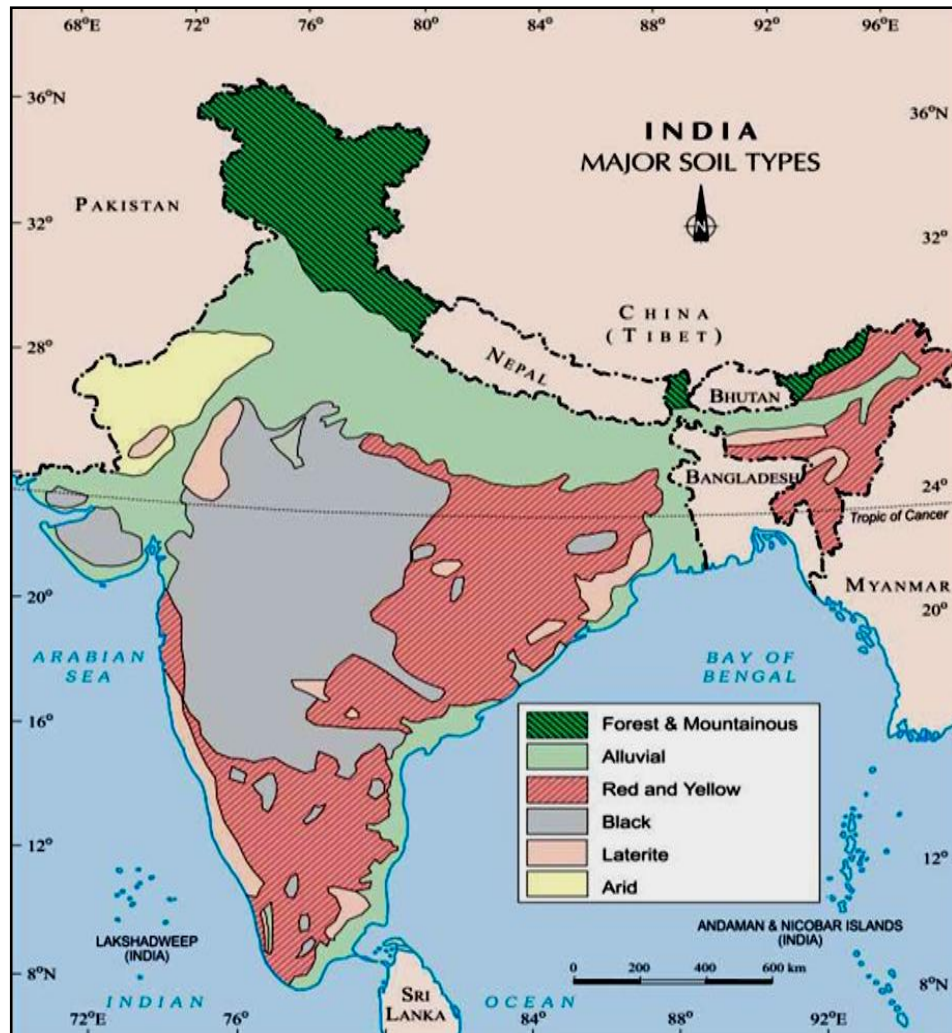 68°E 72° 76° 80° 84° 88° 92° 96°E
36°N
36°N
INDIA
MAJOR SOIL TYPES
PAKISTAN
N
32°
32°
CHINA
(TIBET)
28°
NEPAL
28°
BHUTAN
BANGLADESH
24°
24°
Tropic of Cancer
MYANMAR
20°
20°
ARABIAN
SEA
BAY OF
BENGAL
16°
16°
Forest & Mountainous
Alluvial
Red and Yellow
Black
Laterite
Arid
12°
12°
LAKSHADWEEP
(INDIA)
ANDAMAN & NICOBAR ISLANDS
(INDIA)
0 200 400 600 km
8°N
8°N
INDIAN OCEAN
SRI
LANKA
72°E 76° 84° 88° 92°E